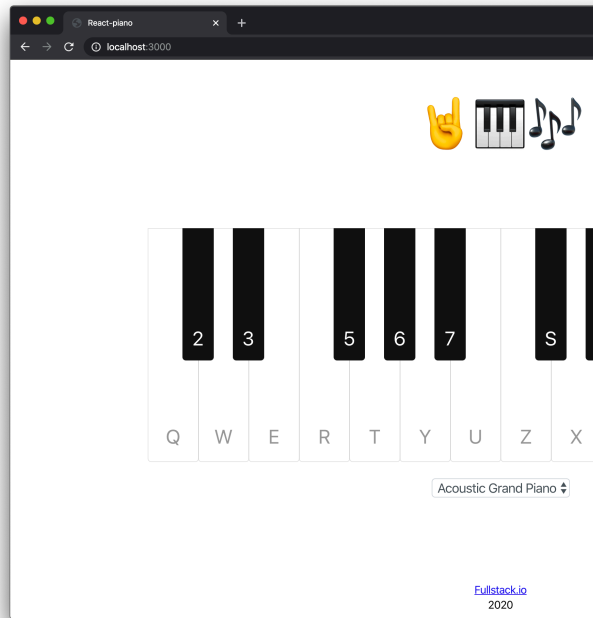 React-piano
localhost:3000
2 3 5 6 7 S
Q W E R T Y U Z X
Acoustic Grand Piano
Fullstack.io
2020